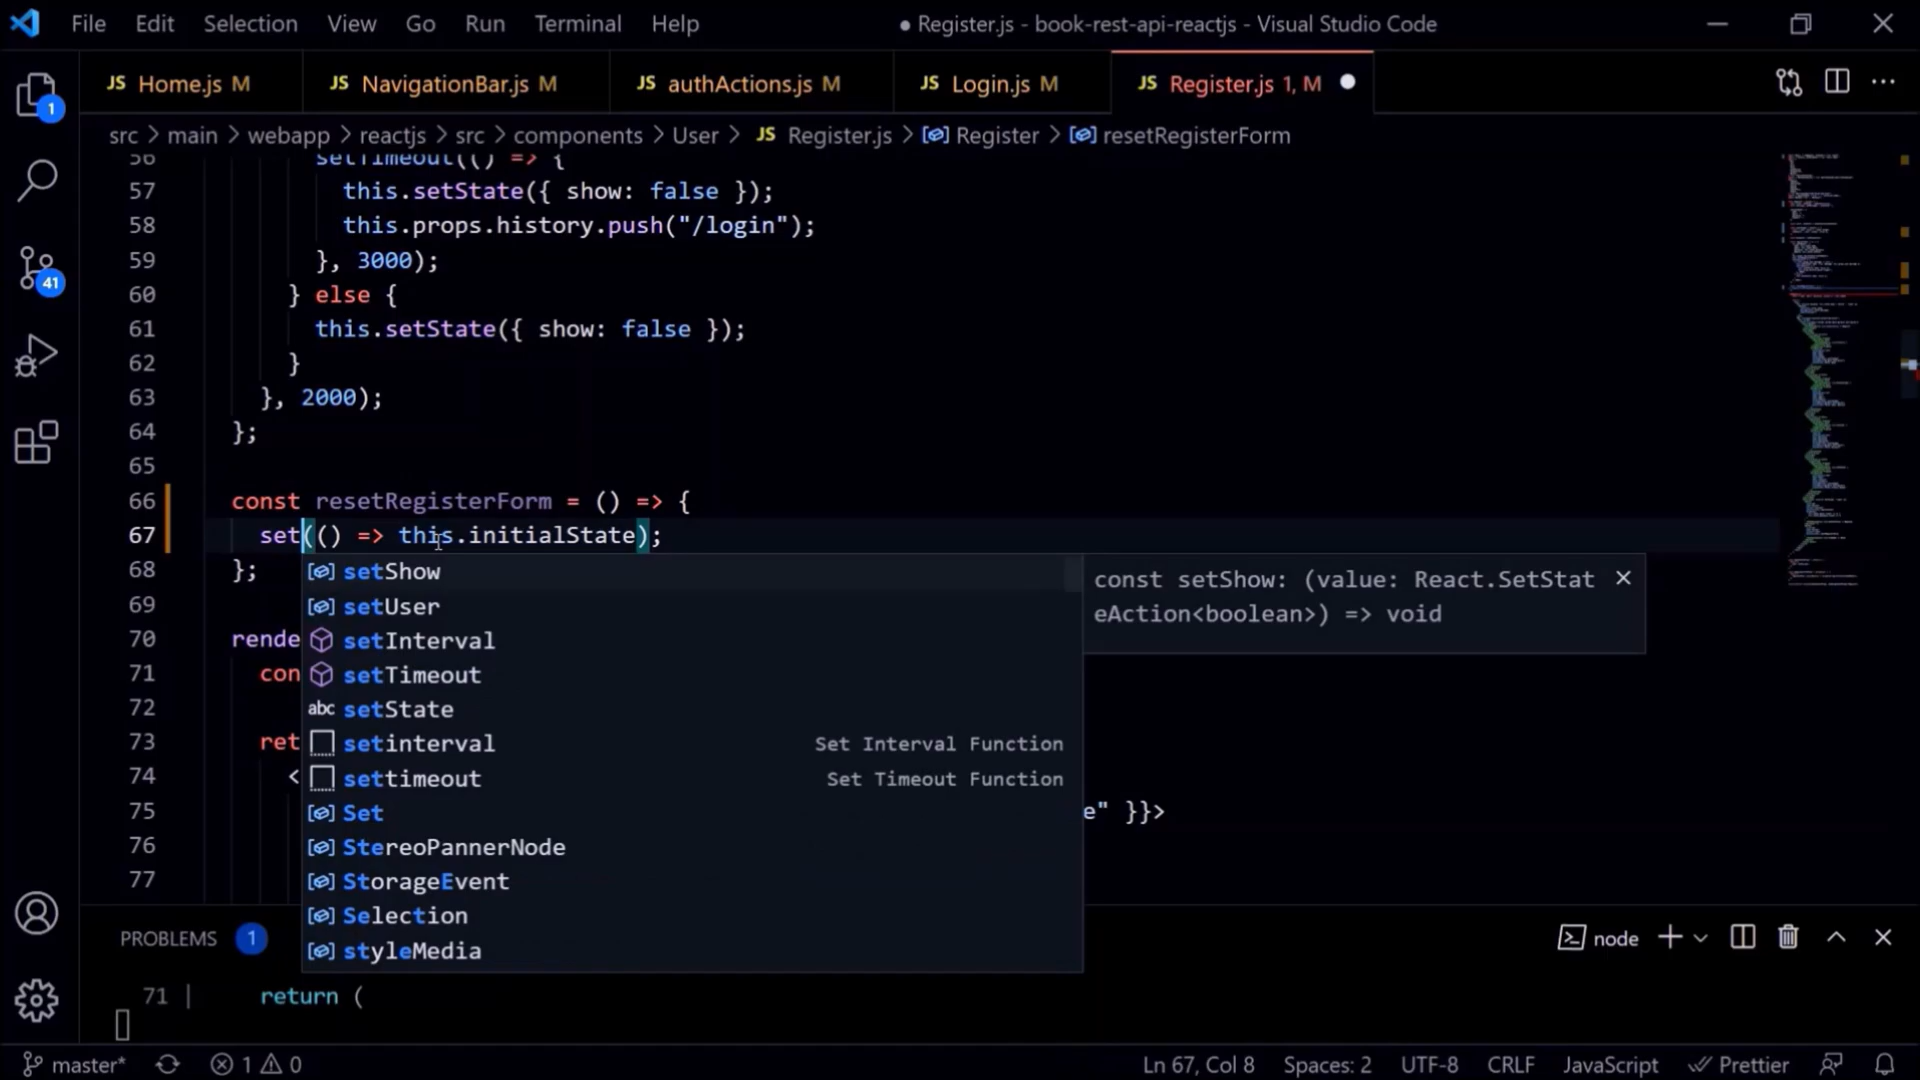 File Edit Selection View Go Run Terminal Help ● Register.js - book-rest-api-reactjs - Visual Studio Code
JS Home.js M JS NavigationBar.js M JS authActions.js M JS Login.js M JS Register.js 1, M
src > main > webapp > reactjs > src > components > User > JS Register.js > Register > resetRegisterForm
56 setTimeout(() => {
57 this.setState({ show: false });
58 this.props.history.push("/login");
59 }, 3000);
60 } else {
61 this.setState({ show: false });
62 }
63 }, 2000);
64 };
65
66 const resetRegisterForm = () => {
67 set(() => this.initialState);
68 };
69
70 rende
71 con
72
73 ret
74 <
75 e" }}>
76
77
setShow
setUser
setInterval
setTimeout
abc setState
setinterval Set Interval Function
settimeout Set Timeout Function
Set
StereoPannerNode
StorageEvent
Selection
styleMedia
const setShow: (value: React.SetStat
eAction<boolean>) => void
1
41
PROBLEMS 1
node
71 | return (
master* 1 0 Ln 67, Col 8 Spaces: 2 UTF-8 CRLF JavaScript Prettier